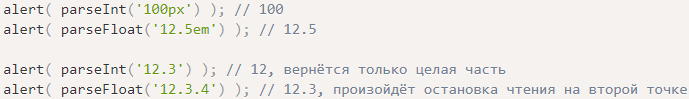 alert( parseInt('100px') ); // 100
alert( parseFloat('12.5em') ); // 12.5
alert( parseInt('12.3') ); // 12, вернётся только целая часть
alert( parseFloat('12.3.4') ); // 12.3, произойдёт остановка чтения на второй точке